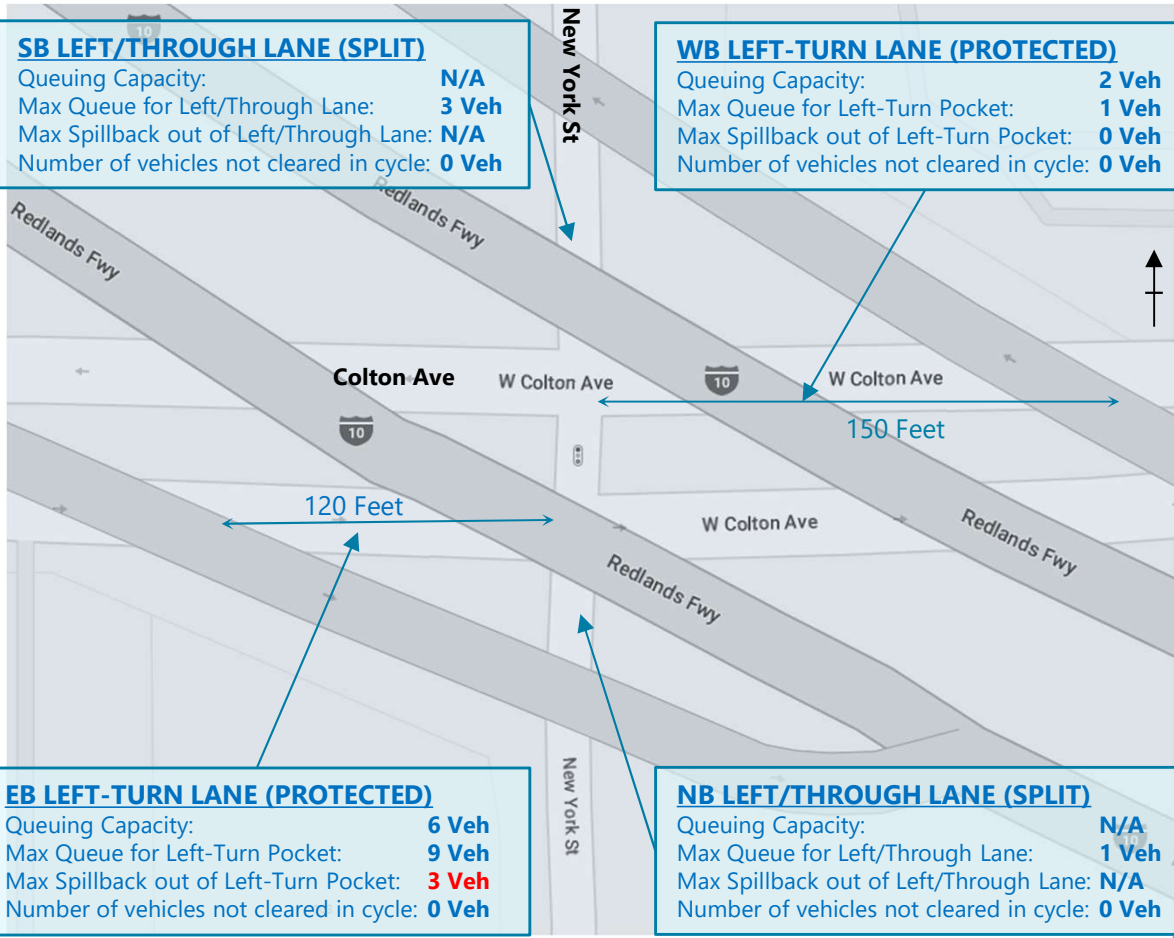 10
New York St
SB LEFT/THROUGH LANE (SPLIT)
Queuing Capacity: N/A
Max Queue for Left/Through Lane: 3 Veh
Max Spillback out of Left/Through Lane: N/A
Number of vehicles not cleared in cycle: 0 Veh
WB LEFT-TURN LANE (PROTECTED)
Queuing Capacity: 2 Veh
Max Queue for Left-Turn Pocket: 1 Veh
Max Spillback out of Left-Turn Pocket: 0 Veh
Number of vehicles not cleared in cycle: 0 Veh
Redlands Fwy
Redlands Fwy
Colton Ave
W Colton Ave
10
W Colton Ave
10
150 Feet
120 Feet
W Colton Ave
Redlands Fwy
Redlands Fwy
New York St
EB LEFT-TURN LANE (PROTECTED)
Queuing Capacity: 6 Veh
Max Queue for Left-Turn Pocket: 9 Veh
Max Spillback out of Left-Turn Pocket: 3 Veh
Number of vehicles not cleared in cycle: 0 Veh
NB LEFT/THROUGH LANE (SPLIT)
Queuing Capacity: N/A
Max Queue for Left/Through Lane: 1 Veh
Max Spillback out of Left/Through Lane: N/A
Number of vehicles not cleared in cycle: 0 Veh
10